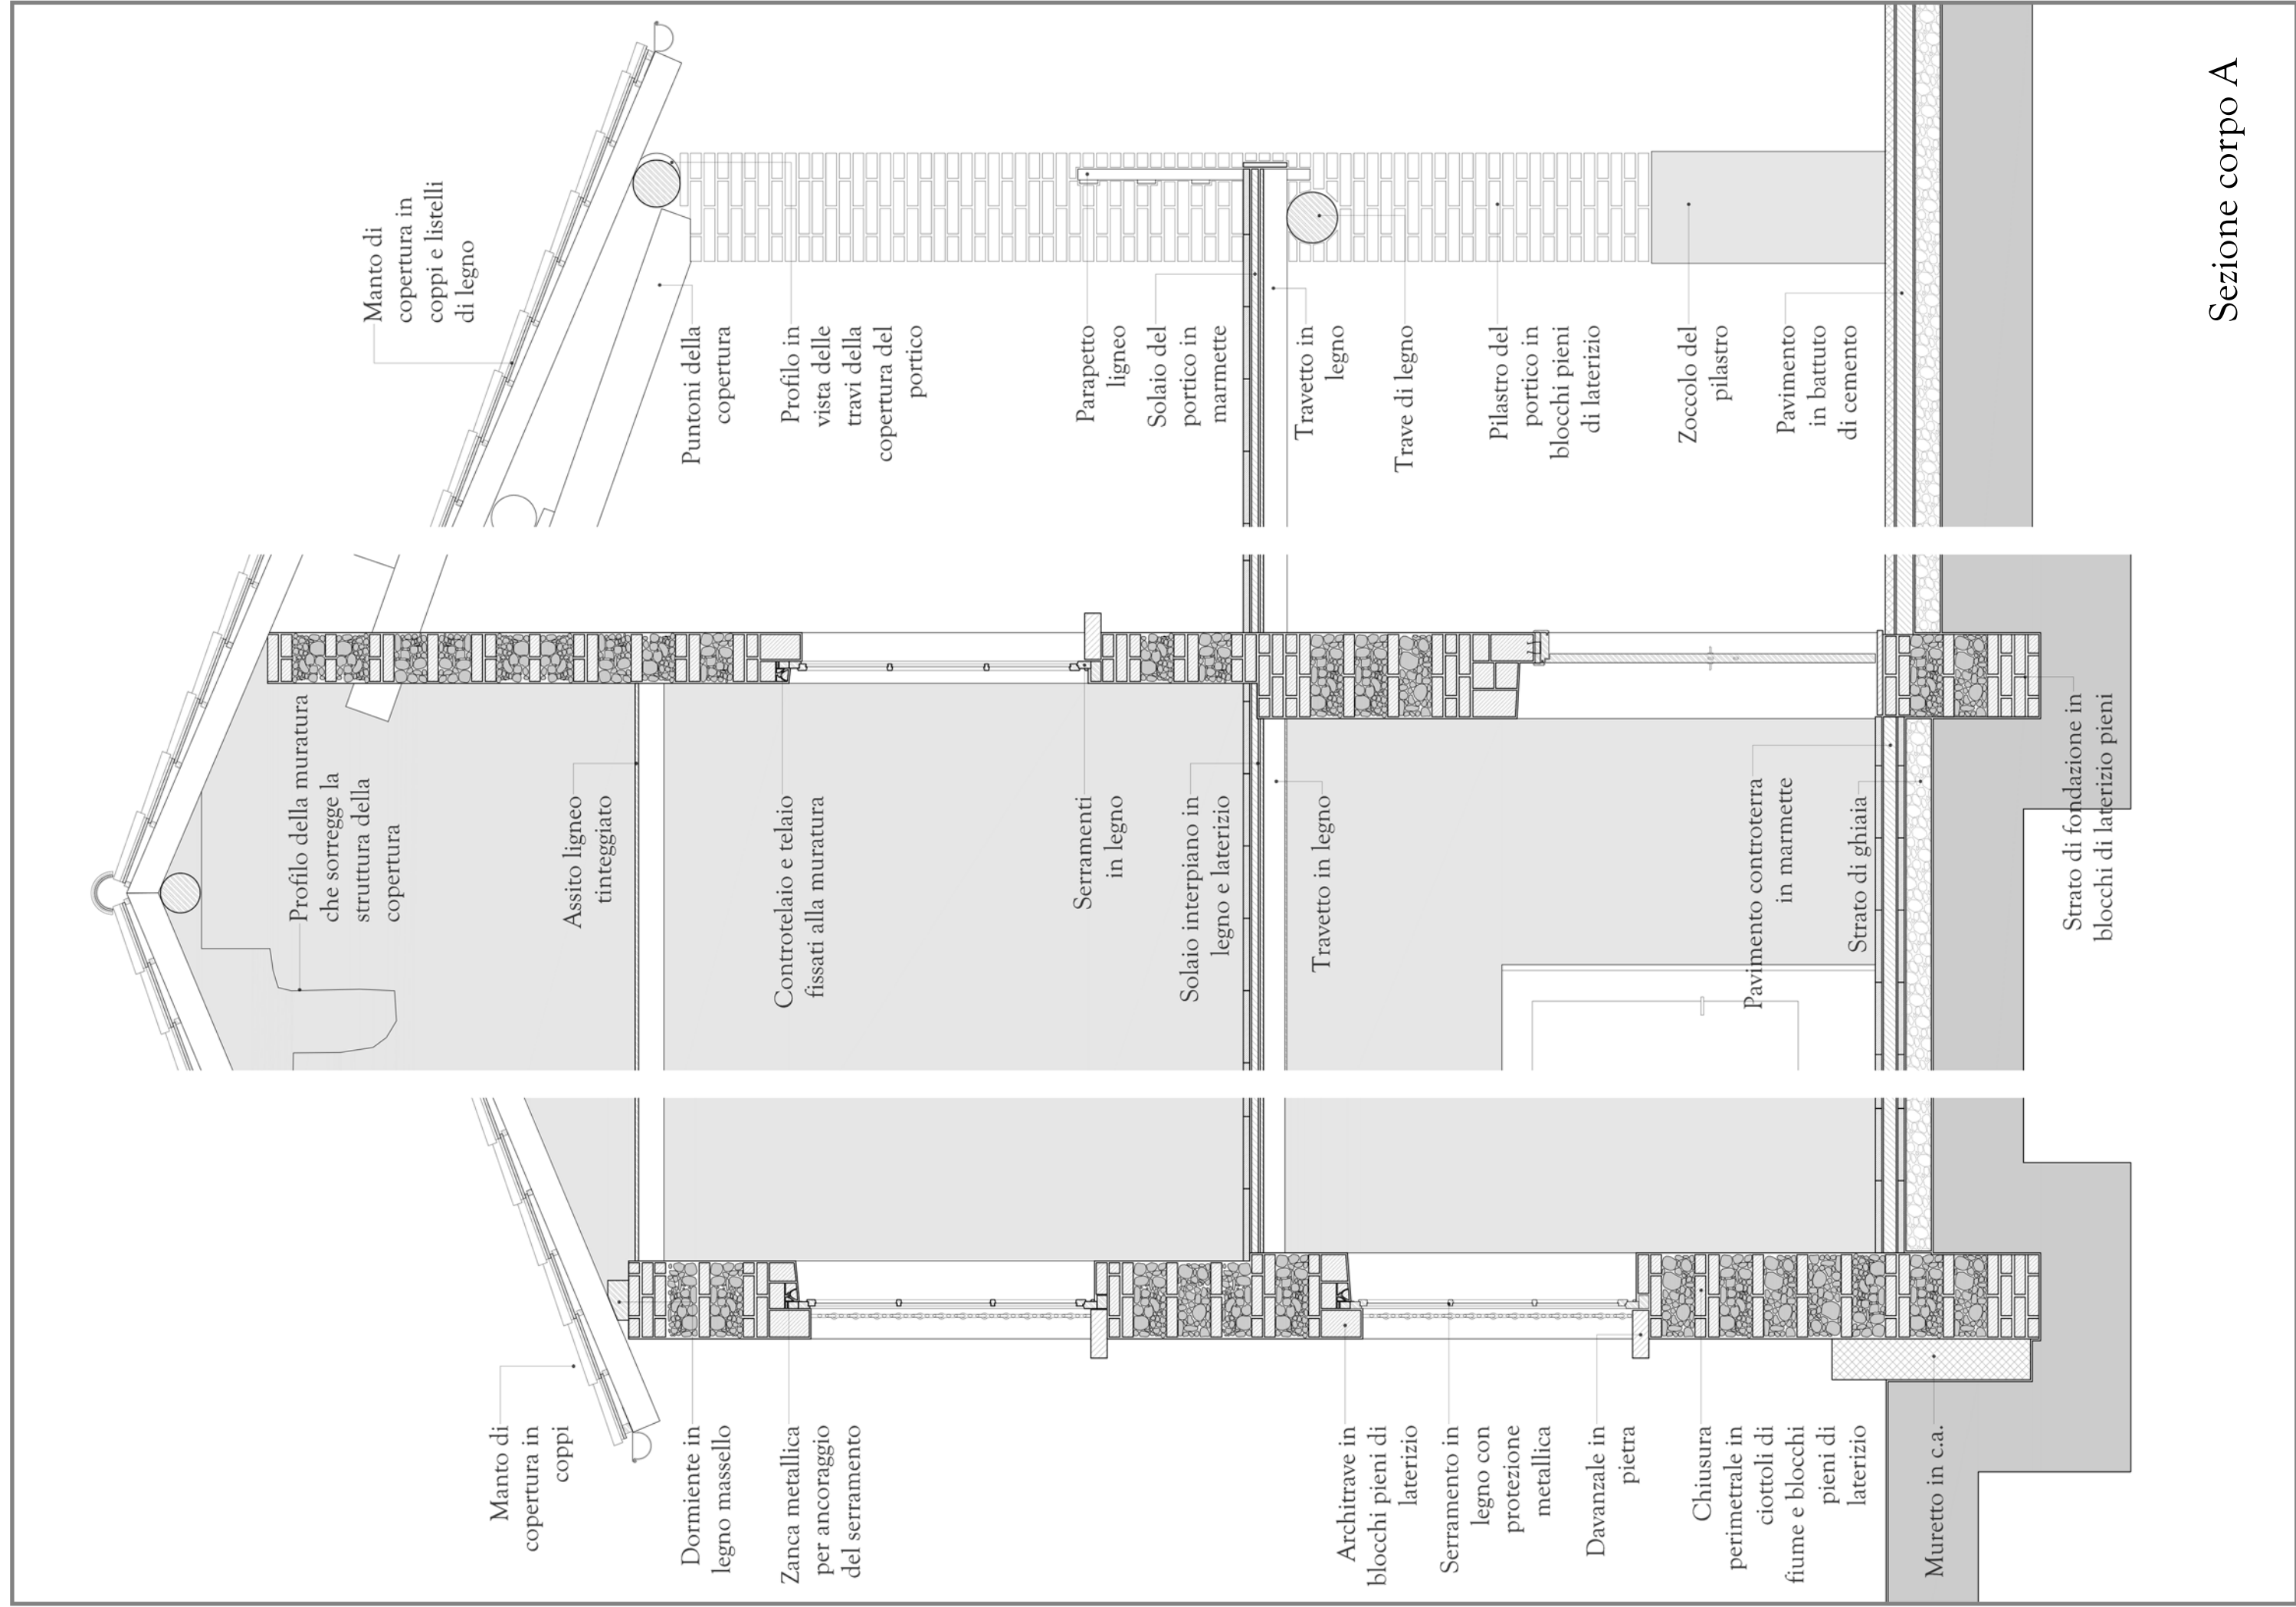 Manto di
copertura in
coppi
Dormiente in
legno massello
Zanca metallica
per ancoraggio
del serramento
Architrave in
blocchi pieni di
laterizio
Serramento in
legno con
protezione
metallica
Davanzale in
pietra
Chiusura
perimetrale in
ciottoli di
fiume e blocchi
pieni di
laterizio
Muretto in c.a.
Profilo della muratura
che sorregge la
struttura della
copertura
Assito ligneo
tinteggiato
Controtelaio e telaio
fissati alla muratura
Serramenti
in legno
Solaio interpiano in
legno e laterizio
Travetto in legno
Pavimento controterra
in marmette
Strato di ghiaia
Strato di fondazione in
blocchi di laterizio pieni
Manto di
copertura in
coppi e listelli
di legno
Puntoni della
copertura
Profilo in
vista delle
travi della
copertura del
portico
Parapetto
ligneo
Solaio del
portico in
marmette
Travetto in
legno
Trave di legno
Pilastro del
portico in
blocchi pieni
di laterizio
Zoccolo del
pilastro
Pavimento
in battuto
di cemento
Sezione corpo A